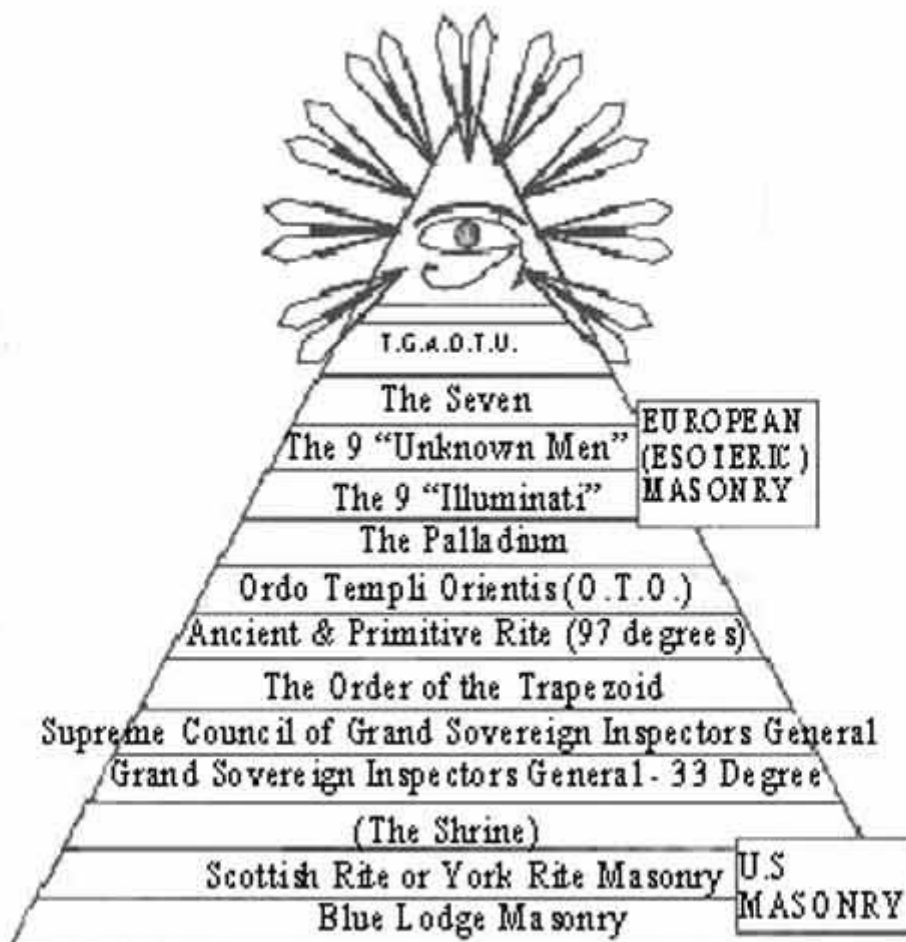 T.G.A.O.T.U.
The Seven
The 9 “Unknown Men”
The 9 “Illuminati”
EUROPEAN
(ESOTERIC)
MASONRY
The Palladium
Ordo Templi Orientis (O.T.O.)
Ancient & Primitive Rite (97 degrees)
The Order of the Trapezoid
Supreme Council of Grand Sovereign Inspectors General
Grand Sovereign Inspectors General - 33 Degree
(The Shrine)
Scottish Rite or York Rite Masonry
Blue Lodge Masonry
U.S
MASONRY